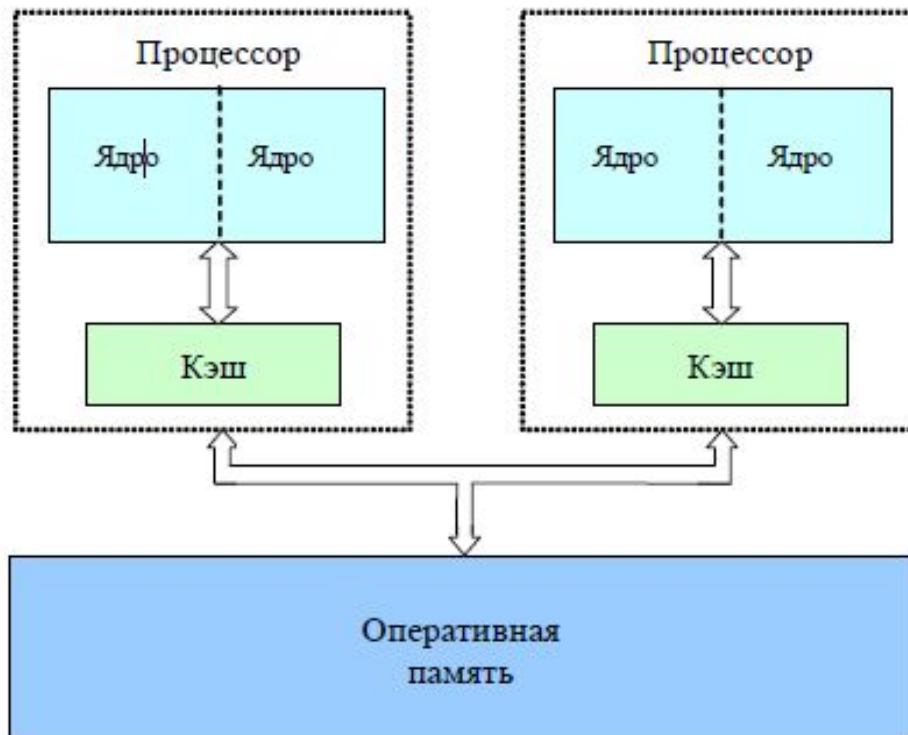 Процессор
Процессор
Ядро
Ядро
Ядро
Ядро
Кэш
Кэш
Оперативная
память